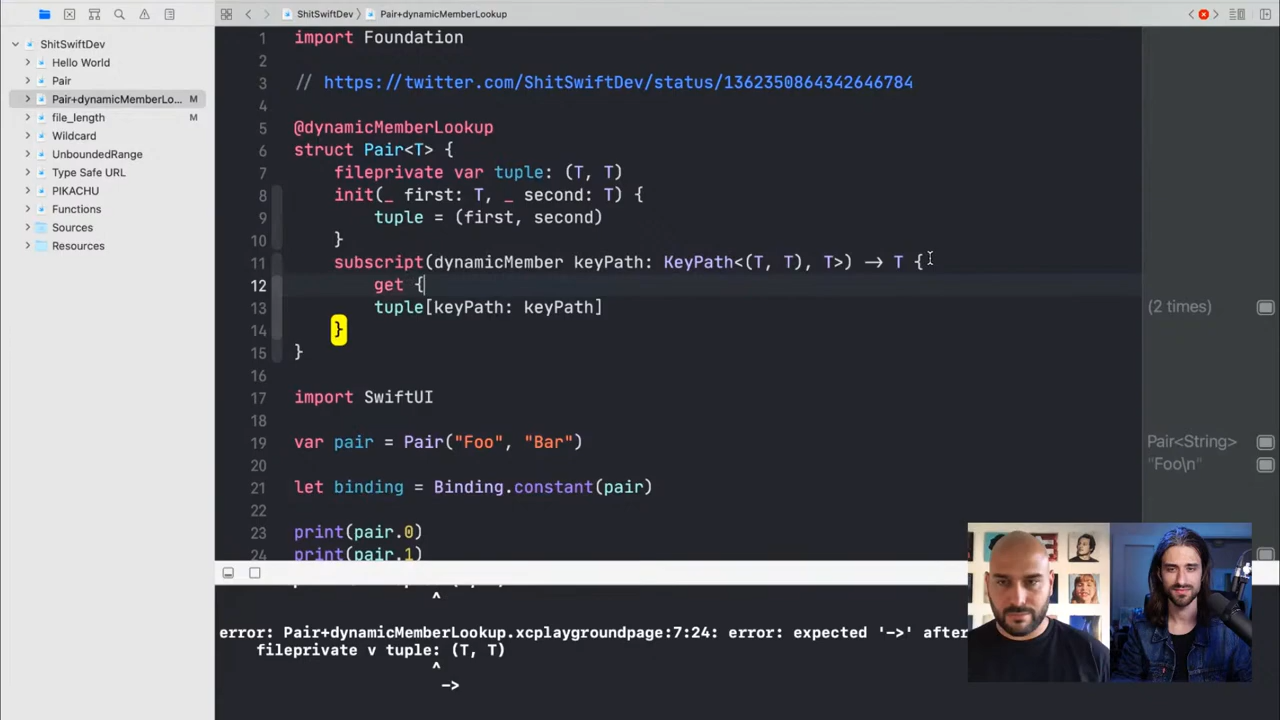 ShitSwiftDev
Pair+dynamicMemberLookup
ShitSwiftDev
Hello World
Pair
Pair+dynamicMemberLo... M
file_length M
Wildcard
UnboundedRange
Type Safe URL
PIKACHU
Functions
Sources
Resources
1 import Foundation
2
3 // https://twitter.com/ShitSwiftDev/status/1362350864342646784
4
5 @dynamicMemberLookup
6 struct Pair<T> {
7 fileprivate var tuple: (T, T)
8 init(_ first: T, _ second: T) {
9 tuple = (first, second)
10 }
11 subscript(dynamicMember keyPath: KeyPath<(T, T), T>) -> T {
12 get {
13 tuple[keyPath: keyPath]
14 }
15 }
16
17 import SwiftUI
18
19 var pair = Pair("Foo", "Bar")
20
21 let binding = Binding.constant(pair)
22
23 print(pair.0)
24 print(pair.1)
(2 times)
Pair<String>
"Foo\n"
^
error: Pair+dynamicMemberLookup.xcplaygroundpage:7:24: error: expected '->' after
fileprivate v tuple: (T, T)
^
->